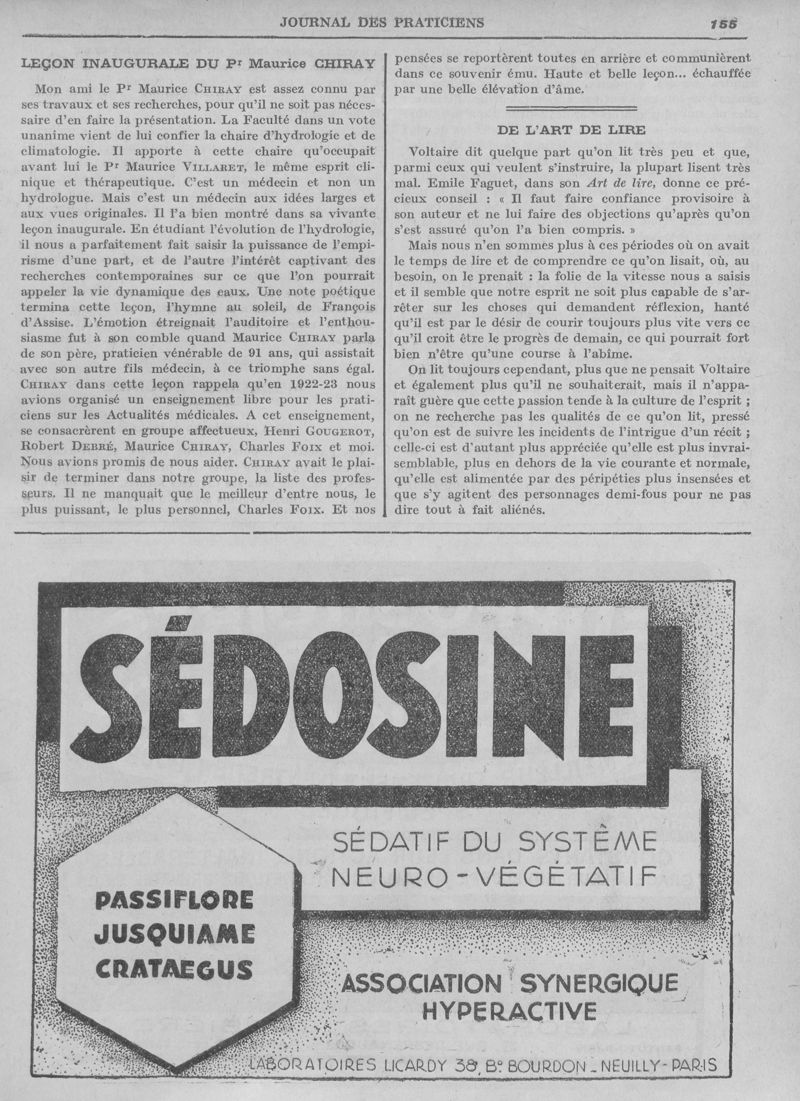 JOURNAL DES PRATICIENS
155
LEÇON INAUGURALE DU Pr Maurice CHIRAY
Mon ami le Pr Maurice CHIRAY est assez connu par
ses travaux et ses recherches, pour qu'il ne soit pas néces-
saire d'en faire la présentation. La Faculté dans un vote
unanime vient de lui confier la chaire d'hydrologie et de
climatologie. Il apporte à cette chaire qu'occupait
avant lui le Pr Maurice VILLARET, le même esprit cli-
nique et thérapeutique. C'est un médecin et non un
hydrologue. Mais c'est un médecin aux idées larges et
aux vues originales. Il l'a bien montré dans sa vivante
leçon inaugurale. En étudiant l'évolution de l'hydrologie,
il nous a parfaitement fait saisir la puissance de l'empi-
risme d'une part, et de l'autre l'intérêt captivant des
recherches contemporaines sur ce que l'on pourrait
appeler la vie dynamique des eaux. Une note poétique
termina cette leçon, l'hymne au soleil, de François
d'Assise. L'émotion étreignait l'auditoire et l'enthou-
siasme fut à son comble quand Maurice CHIRAY parla
de son père, praticien vénérable de 91 ans, qui assistait
avec son autre fils médecin, à ce triomphe sans égal.
CHIRAY dans cette leçon rappela qu'en 1922-23 nous
avions organisé un enseignement libre pour les prati-
ciens sur les Actualités médicales. A cet enseignement,
se consacrèrent en groupe affectueux, Henri GOUGEROT,
Robert DEBRÉ, Maurice CHIRAY, Charles FOIX et moi.
Nous avions promis de nous aider. CHIRAY avait le plai-
sir de terminer dans notre groupe, la liste des profes-
seurs. Il ne manquait que le meilleur d'entre nous, le
plus puissant, le plus personnel, Charles FOIX. Et nos
pensées se reportèrent toutes en arrière et communièrent
dans ce souvenir ému. Haute et belle leçon... échauffée
par une belle élévation d'âme.
DE L'ART DE LIRE
Voltaire dit quelque part qu'on lit très peu et que,
parmi ceux qui veulent s'instruire, la plupart lisent très
mal. Emile Faguet, dans son Art de lire, donne ce pré-
cieux conseil : « Il faut faire confiance provisoire à
son auteur et ne lui faire des objections qu'après qu'on
s'est assuré qu'on l'a bien compris. »
Mais nous n'en sommes plus à ces périodes où on avait
le temps de lire et de comprendre ce qu'on lisait, où, au
besoin, on le prenait : la folie de la vitesse nous a saisis
et il semble que notre esprit ne soit plus capable de s'ar-
rêter sur les choses qui demandent réflexion, hanté
qu'il est par le désir de courir toujours plus vite vers ce
qu'il croit être le progrès de demain, ce qui pourrait fort
bien n'être qu'une course à l'abîme.
On lit toujours cependant, plus que ne pensait Voltaire
et également plus qu'il ne souhaiterait, mais il n'appa-
raît guère que cette passion tende à la culture de l'esprit ;
on ne recherche pas les qualités de ce qu'on lit, pressé
qu'on est de suivre les incidents de l'intrigue d'un récit ;
celle-ci est d'autant plus appréciée qu'elle est plus invrai-
semblable, plus en dehors de la vie courante et normale,
qu'elle est alimentée par des péripéties plus insensées et
que s'y agitent des personnages demi-fous pour ne pas
dire tout à fait aliénés.
SÉDOSINE
SÉDATIF DU SYSTÊME
NEURO-VÉGÉTATIF
PASSIFLORE
JUSQUIAME
CRATAEGUS
ASSOCIATION SYNERGIQUE
HYPERACTIVE
LABORATOIRES LICARDY 38, Bd BOURDON - NEUILLY-PARIS